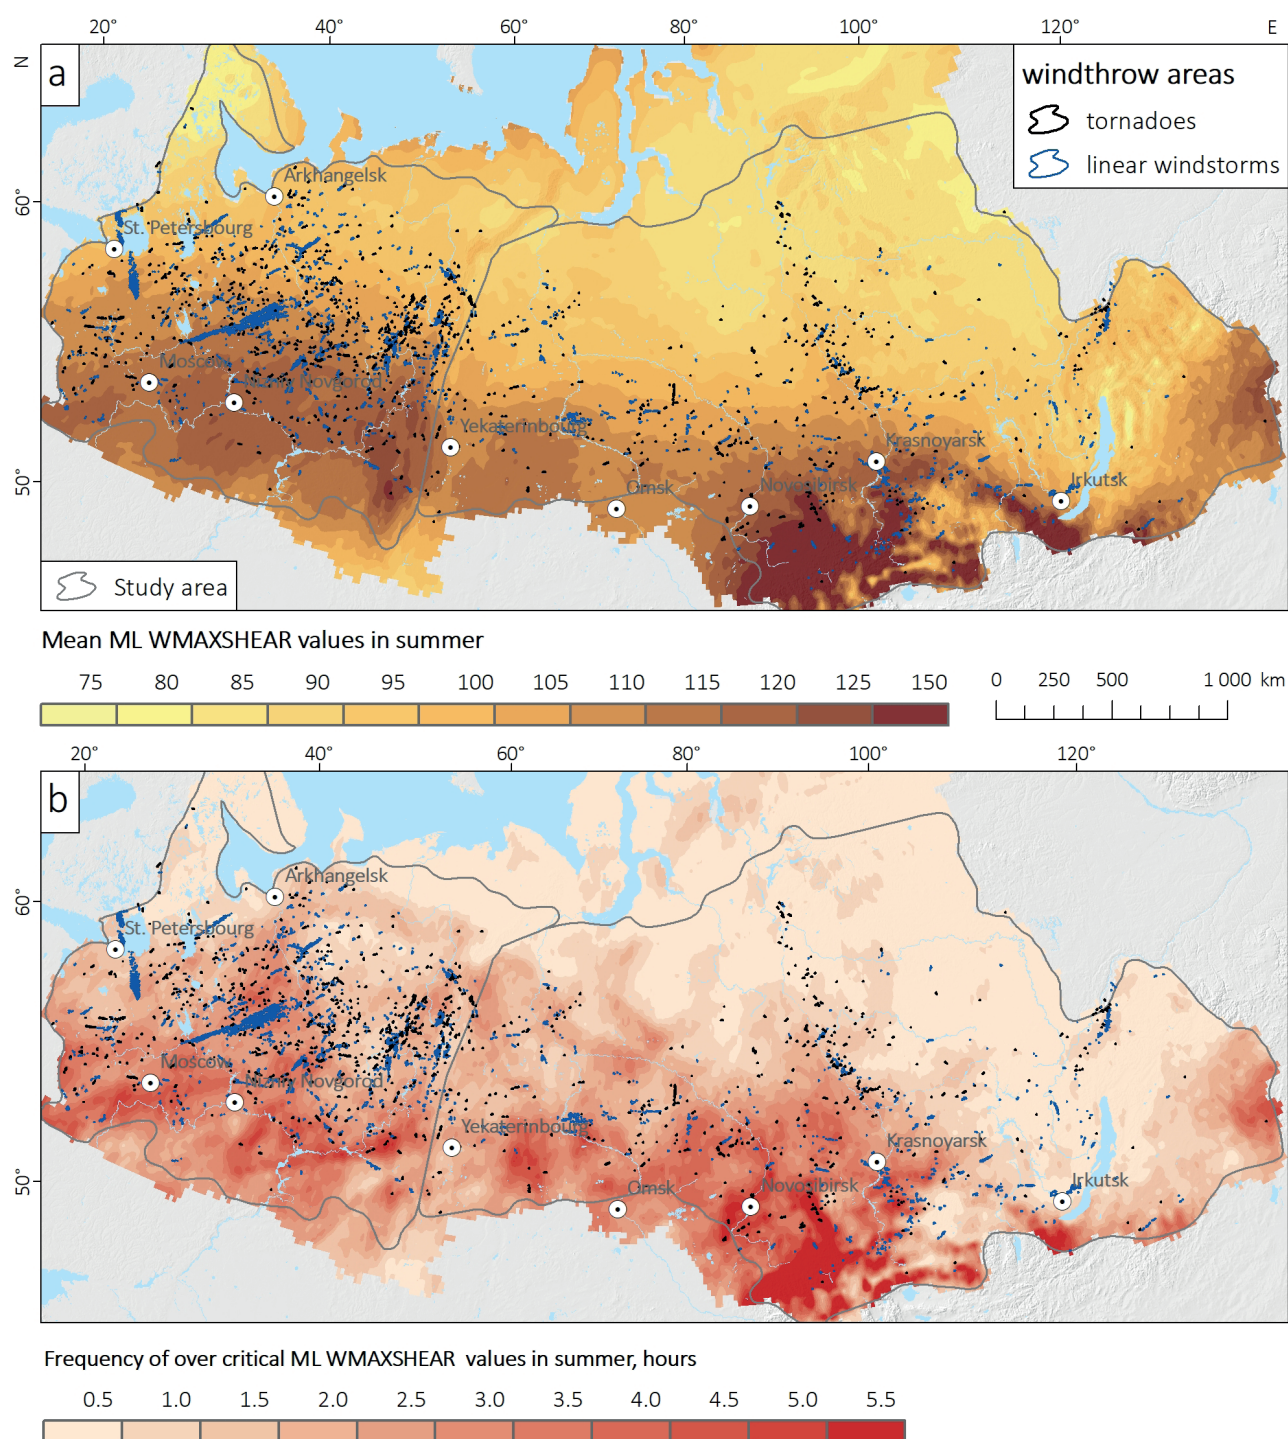 20° 40° 60° 80° 100° 120° E
N
a
windthrow areas
tornadoes
linear windstorms
Arkhangelsk
60°
St. Petersbourg
Moscow
Nizhly Novgorod
Yekaterinbourg
Krasnoyarsk
50°
Omsk
Novosibirsk
Irkutsk
Study area
Mean ML WMAXSHEAR values in summer
75 80 85 90 95 100 105 110 115 120 125 150
0 250 500 1 000 km
20° 40° 60° 80° 100° 120°
b
Arkhangelsk
60°
St. Petersbourg
Moscow
Nizhly Novgorod
Yekaterinbourg
Krasnoyarsk
50°
Omsk
Novosibirsk
Irkutsk
Frequency of over critical ML WMAXSHEAR values in summer, hours
0.5 1.0 1.5 2.0 2.5 3.0 3.5 4.0 4.5 5.0 5.5